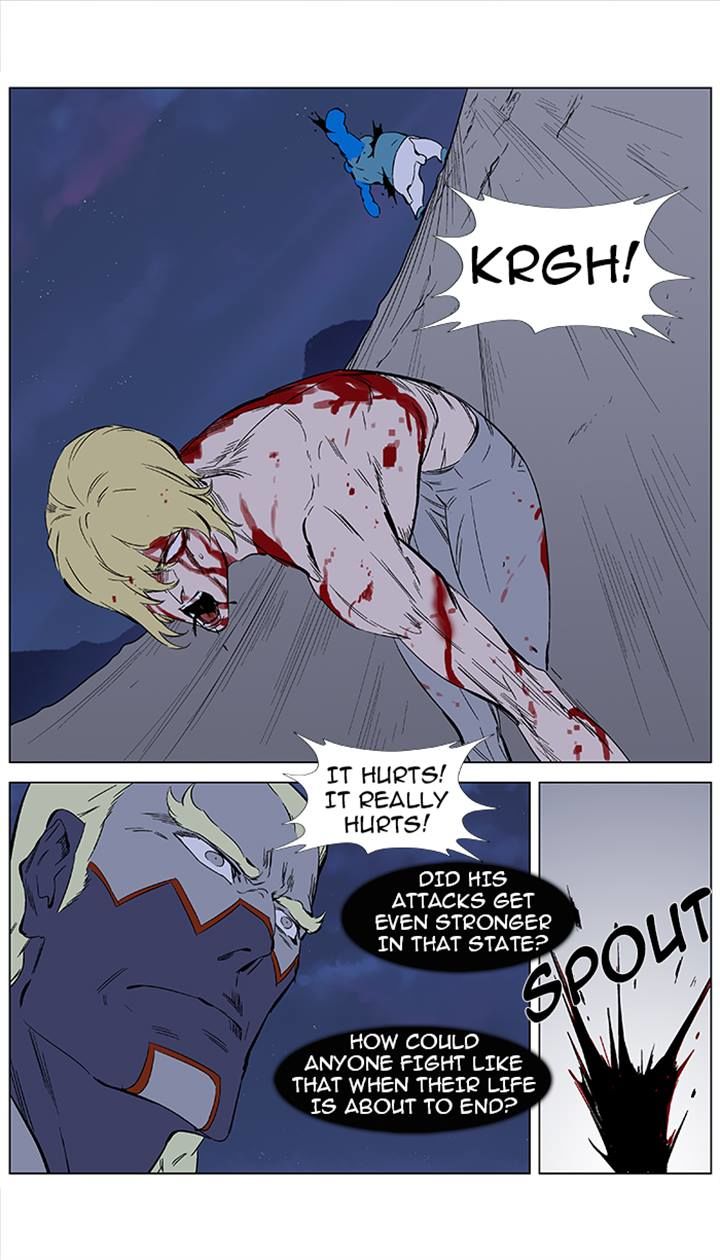 KRGH!
IT HURTS!
IT REALLY
HURTS!
DID HIS
ATTACKS GET
EVEN STRONGER
IN THAT STATE?
SPOUT
HOW COULD
ANYONE FIGHT LIKE
THAT WHEN THEIR LIFE
IS ABOUT TO END?